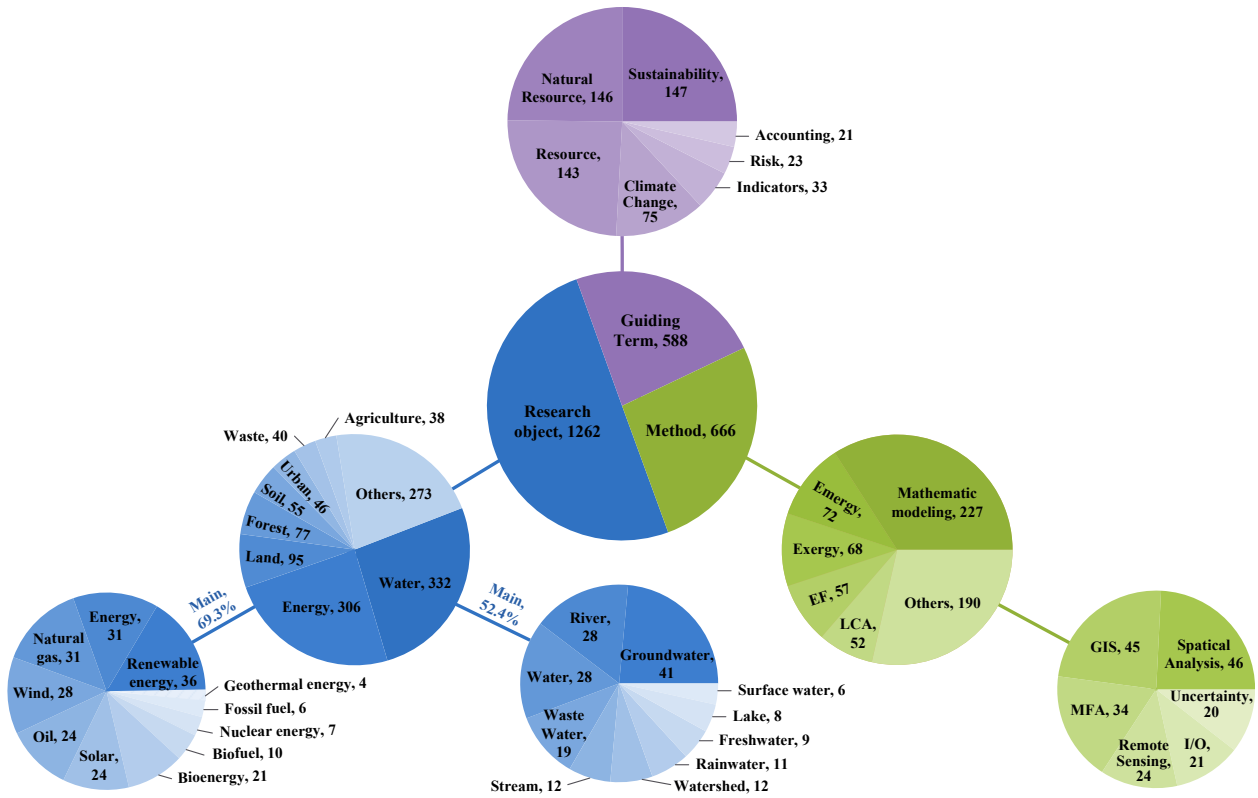 Natural
Resource, 146
Sustainability,
147
Accounting, 21
Risk, 23
Indicators, 33
Resource,
143
Climate
Change,
75
Guiding
Term, 588
Research
object, 1262
Method, 666
Agriculture, 38
Waste, 40
Urban, 46
Soil, 55
Forest, 77
Land, 95
Others, 273
Water, 332
Energy, 306
Main,
69.3%
Main,
52.4%
Energy,
31
Natural
gas, 31
Renewable
energy, 36
Wind, 28
Oil, 24
Solar,
24
Geothermal energy, 4
Fossil fuel, 6
Nuclear energy, 7
Biofuel, 10
Bioenergy, 21
River,
28
Groundwater,
41
Water, 28
Waste
Water,
19
Surface water, 6
Lake, 8
Freshwater, 9
Rainwater, 11
Watershed, 12
Stream, 12
Emergy,
72
Mathematic
modeling, 227
Exergy, 68
EF, 57
LCA,
52
Others, 190
GIS, 45
Spatical
Analysis, 46
Uncertainty,
20
MFA, 34
Remote
Sensing,
24
I/O,
21